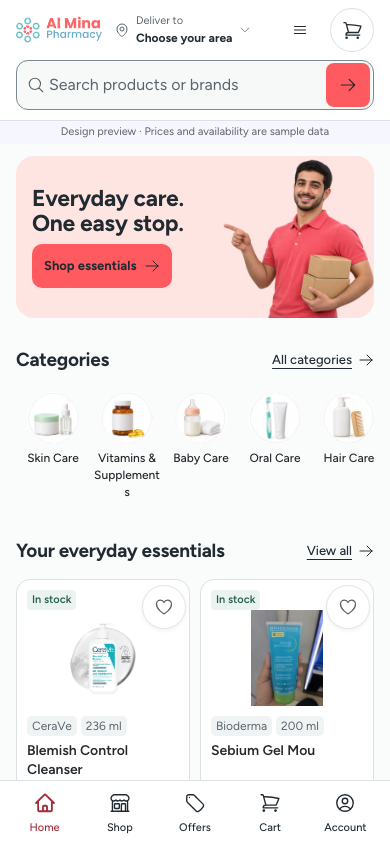 Al Mina
Pharmacy
Deliver to
Choose your area
Search products or brands
Design preview · Prices and availability are sample data
Everyday care.
One easy stop.
Shop essentials
Categories
All categories
Skin Care
Vitamins &
Supplement
s
Baby Care
Oral Care
Hair Care
Your everyday essentials
View all
In stock
In stock
CeraVe
CeraVe
236 ml
Bioderma
200 ml
Blemish Control
Cleanser
Sebium Gel Mou
Home
Shop
Offers
Cart
Account